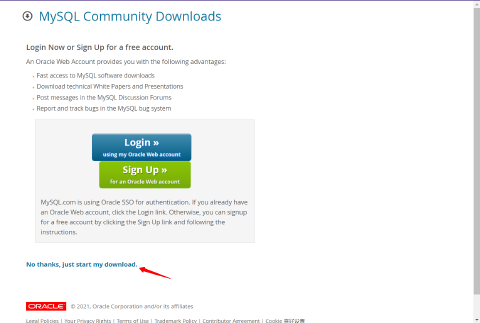 MySQL Community Downloads
Login Now or Sign Up for a free account.
An Oracle Web Account provides you with the following advantages:
Fast access to MySQL software downloads
Download technical White Papers and Presentations
Post messages in the MySQL Discussion Forums
Report and track bugs in the MySQL bug system
Login »
using my Oracle Web account
Sign Up »
for an Oracle Web account
MySQL.com is using Oracle SSO for authentication. If you already have
an Oracle Web account, click the Login link. Otherwise, you can signup
for a free account by clicking the Sign Up link and following the
instructions.
No thanks, just start my download.
ORACLE © 2021, Oracle Corporation and/or its affiliates
Legal Policies | Your Privacy Rights | Terms of Use | Trademark Policy | Contributor Agreement | Cookie